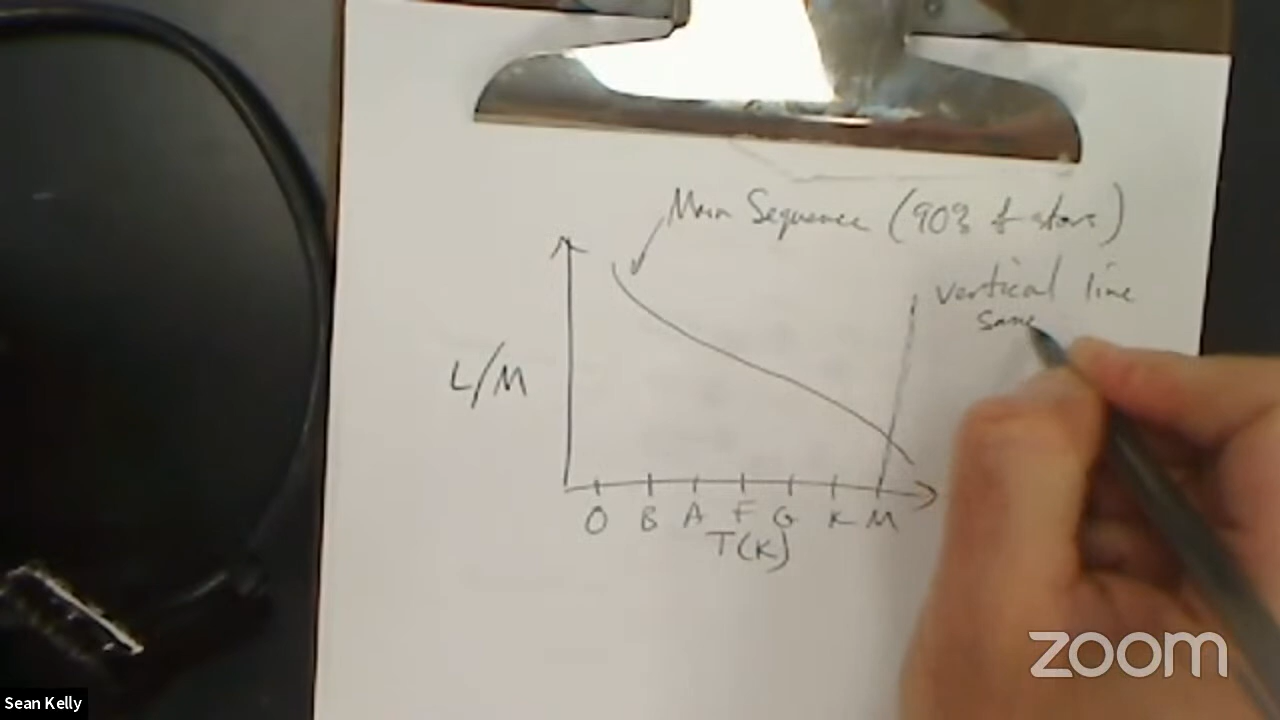 Main Sequence (90% of stars)
vertical line
same
L/M
O B A F G K M
T(K)
zoom
Sean Kelly